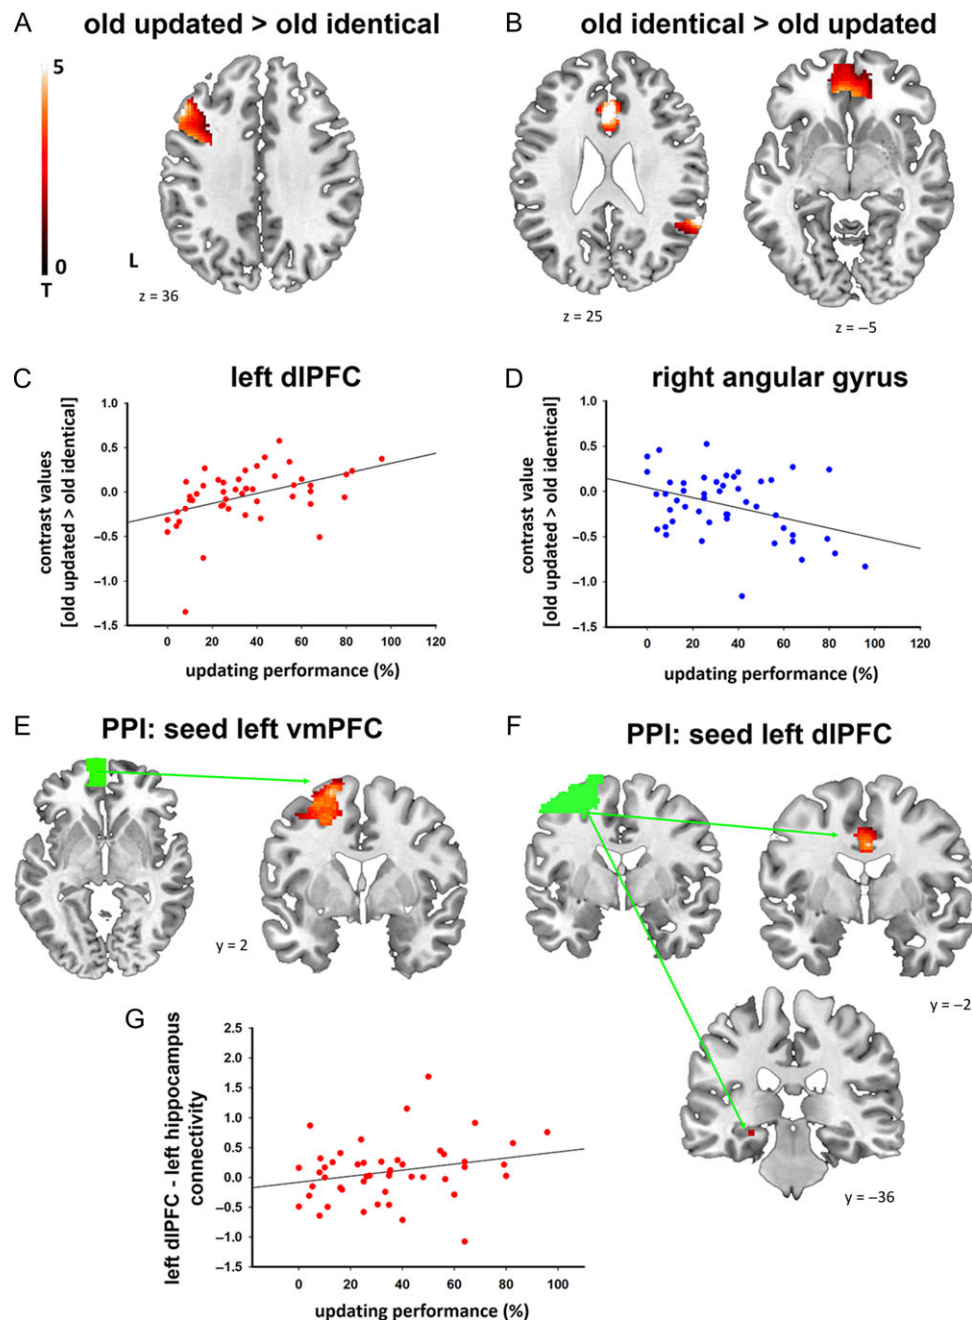 A
old updated > old identical
B
old identical > old updated
5
0
T
L
z = 36
z = 25
z = −5
C
left dlPFC
contrast values
[old updated > old identical]
1.0
0.5
0.0
−0.5
−1.0
−1.5
0 20 40 60 80 100 120
updating performance (%)
D
right angular gyrus
contrast value
[old updated > old identical]
1.0
0.5
0.0
−0.5
−1.0
−1.5
0 20 40 60 80 100 120
updating performance (%)
E
PPI: seed left vmPFC
y = 2
F
PPI: seed left dlPFC
y = −2
y = −36
G
left dlPFC - left hippocampus
connectivity
2.5
2.0
1.5
1.0
0.5
0.0
−0.5
−1.0
−1.5
0 20 40 60 80 100
updating performance (%)